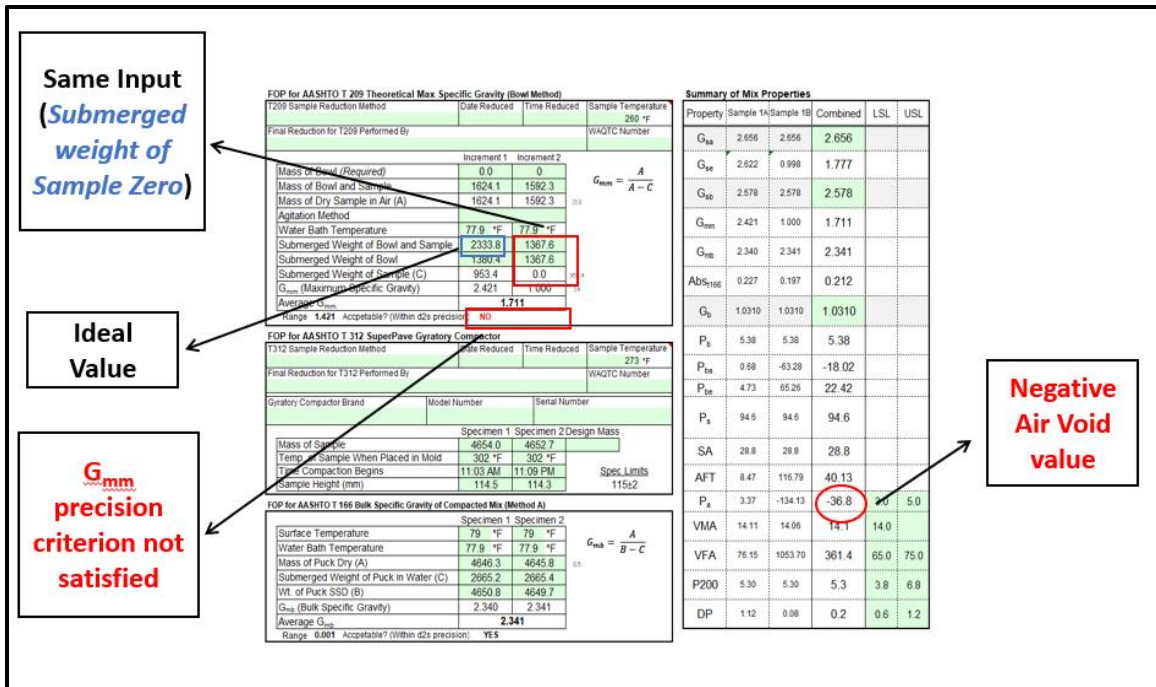 Same Input
(Submerged
weight of
Sample Zero)
Ideal
Value
Gmm
precision
criterion not
satisfied
FOP for AASHTO T 209 Theoretical Max Specific Gravity (Bowl Method)
T209 Sample Reduction Method Date Reduced Time Reduced Sample Temperature
260 °F
Final Reduction for T209 Performed By WAQTC Number
Increment 1 Increment 2
Mass of Bowl (Required) 0.0 0
Mass of Bowl and Sample 1624.1 1592.3
Mass of Dry Sample in Air (A) 1624.1 1592.3
Gmm = A / A − C
Agitation Method
Water Bath Temperature 77.9 °F 77.9 °F
Submerged Weight of Bowl and Sample 2333.8 1367.6
Submerged Weight of Bowl 1380.4 1367.6
Submerged Weight of Sample (C) 953.4 0.0
Gmm (Maximum Specific Gravity) 2.421 1.000
Average Gmm 1.711
Range 1.421 Accpetable? (Within d2s precision) NO
FOP for AASHTO T 312 SuperPave Gyratory Compactor
T312 Sample Reduction Method Date Reduced Time Reduced Sample Temperature
273 °F
Final Reduction for T312 Performed By WAQTC Number
Gyratory Compactor Brand Model Number Serial Number
Specimen 1 Specimen 2 Design Mass
Mass of Sample 4654.0 4652.7
Temp. of Sample When Placed in Mold 302 °F 302 °F
Time Compaction Begins 11:03 AM 11:09 PM Spec Limits
Sample Height (mm) 114.5 114.3 115±2
FOP for AASHTO T 166 Bulk Specific Gravity of Compacted Mix (Method A)
Specimen 1 Specimen 2
Surface Temperature 79 °F 79 °F
Water Bath Temperature 77.9 °F 77.9 °F
Mass of Puck Dry (A) 4646.3 4645.8 0.5
Submerged Weight of Puck in Water (C) 2665.2 2665.4
Wt. of Puck SSD (B) 4650.8 4649.7
Gmb = A / B − C
Gmb (Bulk Specific Gravity) 2.340 2.341
Average Gmb 2.341
Range 0.001 Accpetable? (Within d2s precision) YES
Summary of Mix Properties
Property Sample 1A Sample 1B Combined LSL USL
Gsa 2.656 2.656 2.656
Gse 2.622 0.998 1.777
Gsb 2.578 2.578 2.578
Gmm 2.421 1.000 1.711
Gmb 2.340 2.341 2.341
AbsT166 0.227 0.197 0.212
Gb 1.0310 1.0310 1.0310
Pb 5.38 5.38 5.38
Pba 0.68 -63.28 -18.02
Pbe 4.73 65.26 22.42
Ps 94.6 94.6 94.6
SA 28.8 28.8 28.8
AFT 8.47 116.79 40.13
Pa 3.37 -134.13 -36.8 3.0 5.0
VMA 14.11 14.06 14.1 14.0
VFA 76.15 1053.70 361.4 65.0 75.0
P200 5.30 5.30 5.3 3.8 6.8
DP 1.12 0.08 0.2 0.6 1.2
Negative
Air Void
value